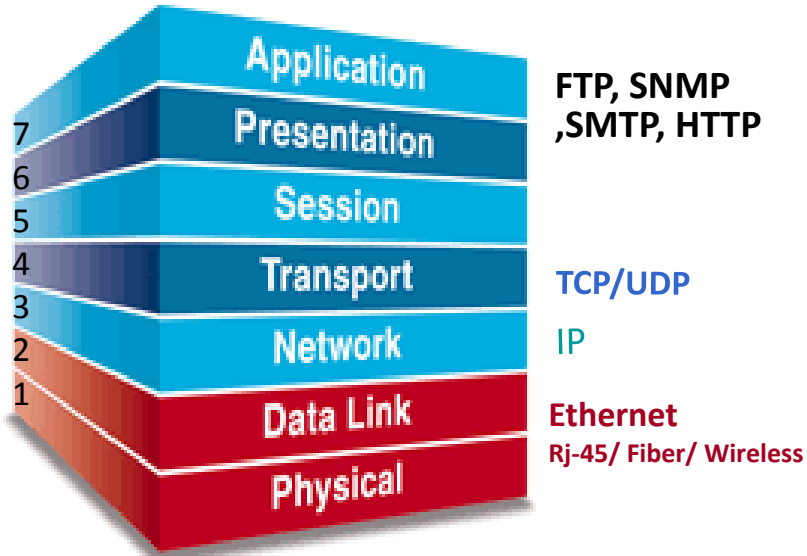 Application
FTP, SNMP
,SMTP, HTTP
7
Presentation
6
Session
5
Transport
TCP/UDP
4
Network
IP
3
Data Link
Ethernet
2
Rj-45/ Fiber/ Wireless
Physical
1